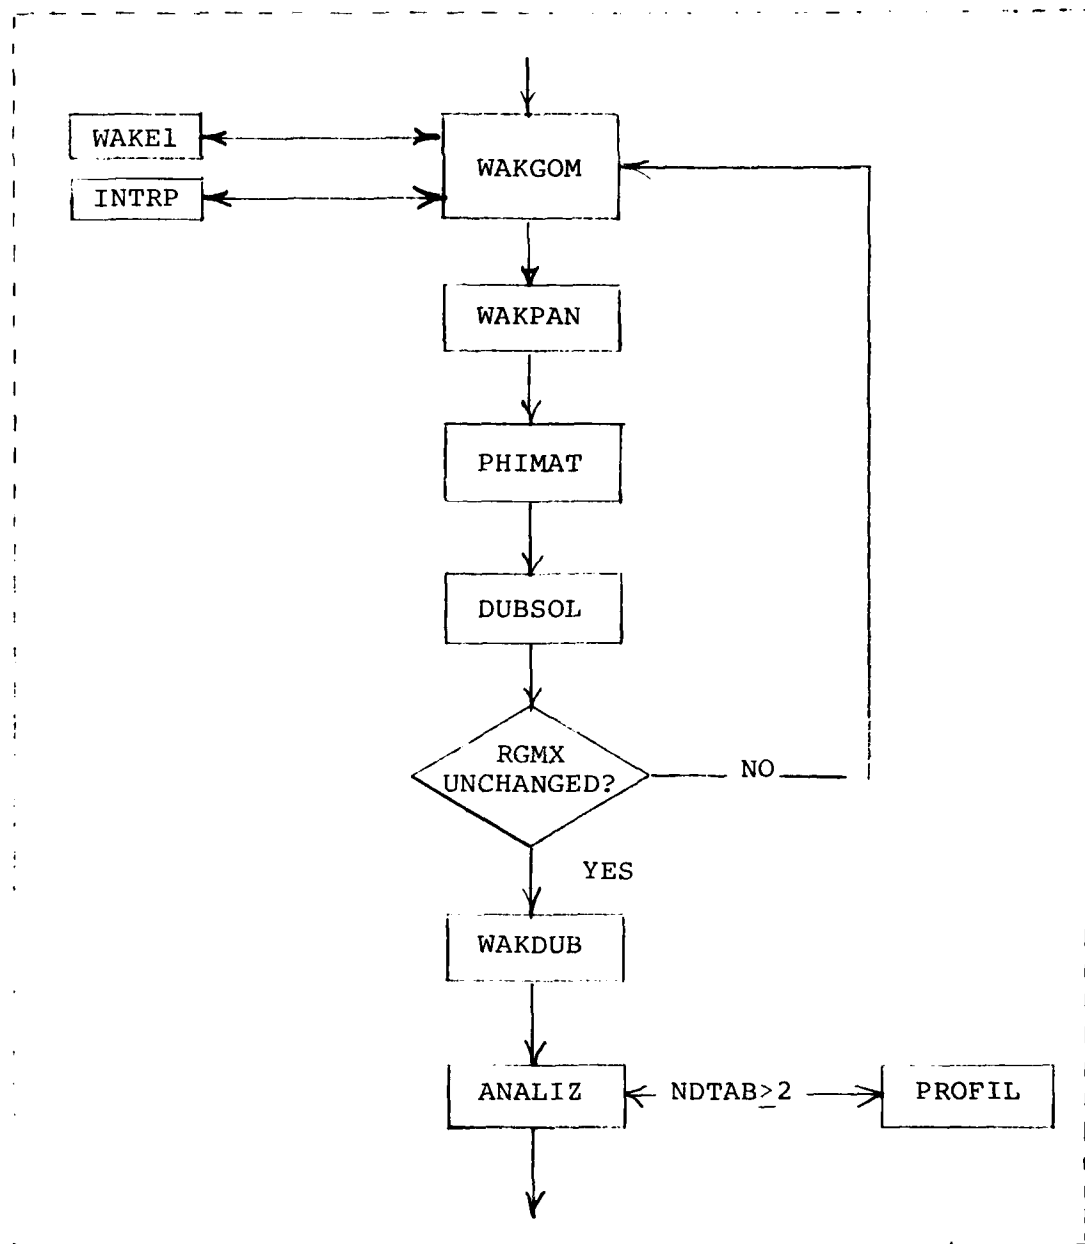 WAKE1
WAKGOM
INTRP
WAKPAN
PHIMAT
DUBSOL
RGMX
UNCHANGED?
NO
YES
WAKDUB
ANALIZ
NDTAB≥2
PROFIL